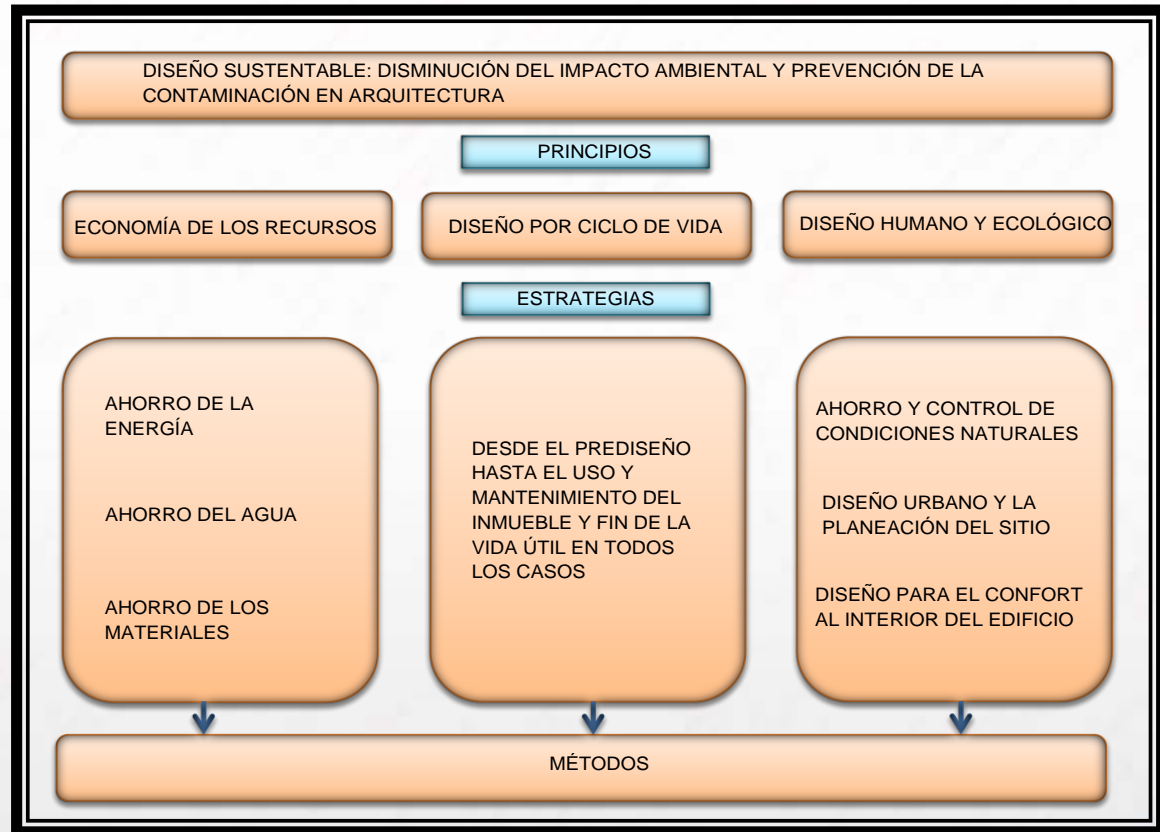 DISEÑO SUSTENTABLE: DISMINUCIÓN DEL IMPACTO AMBIENTAL Y PREVENCIÓN DE LA
CONTAMINACIÓN EN ARQUITECTURA
PRINCIPIOS
ECONOMÍA DE LOS RECURSOS
DISEÑO POR CICLO DE VIDA
DISEÑO HUMANO Y ECOLÓGICO
ESTRATEGIAS
AHORRO DE LA
ENERGÍA
AHORRO DEL AGUA
AHORRO DE LOS
MATERIALES
DESDE EL PREDISEÑO
HASTA EL USO Y
MANTENIMIENTO DEL
INMUEBLE Y FIN DE LA
VIDA ÚTIL EN TODOS
LOS CASOS
AHORRO Y CONTROL DE
CONDICIONES NATURALES
DISEÑO URBANO Y LA
PLANEACIÓN DEL SITIO
DISEÑO PARA EL CONFORT
AL INTERIOR DEL EDIFICIO
MÉTODOS